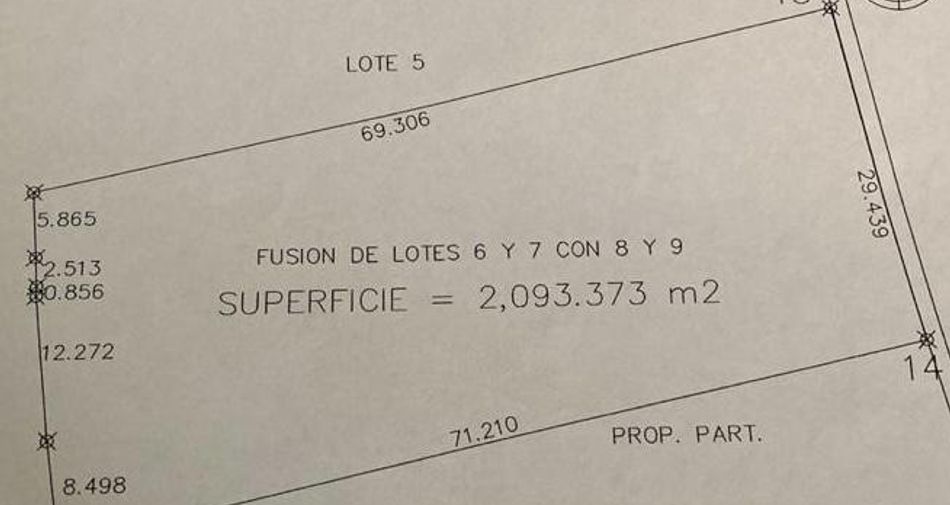 LOTE 5
69.306
5.865
2.513
0.856
12.272
8.498
29.439
FUSION DE LOTES 6 Y 7 CON 8 Y 9
SUPERFICIE = 2,093.373 m2
14
71.210
PROP. PART.